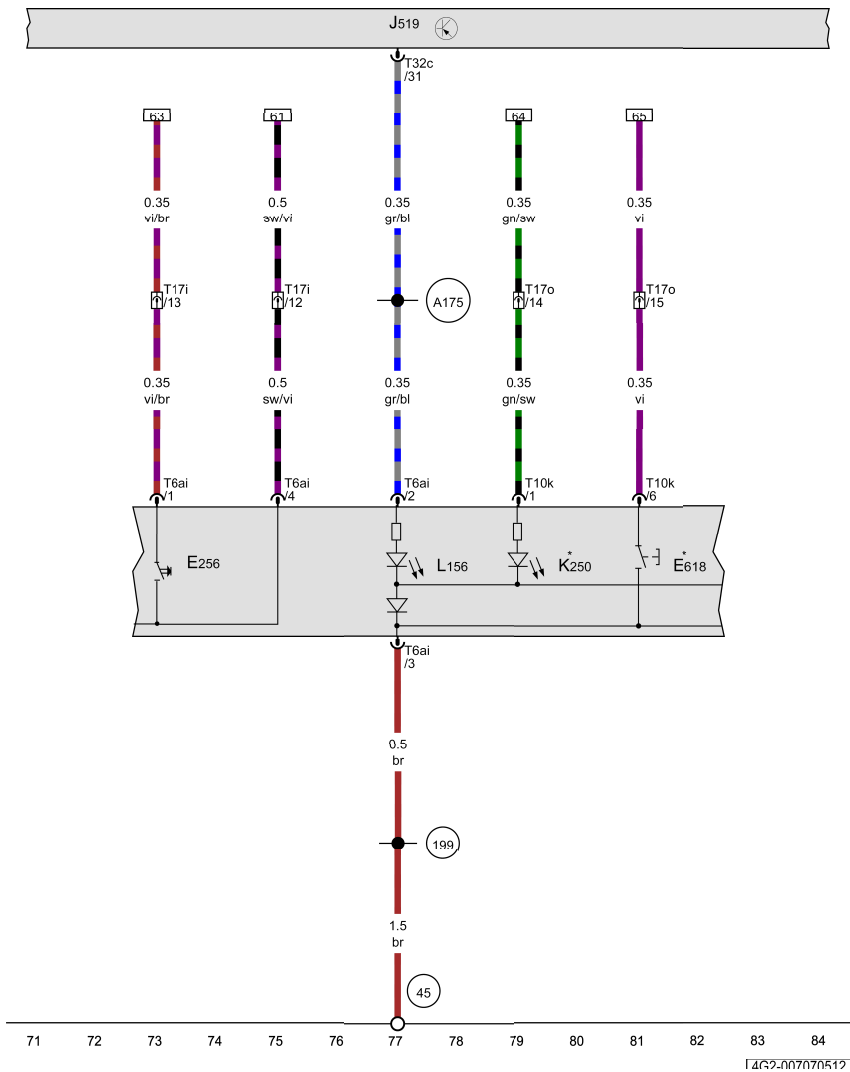 J519
T32c
/31
63
61
64
65
0.35
vi/br
0.5
sw/vi
0.35
gr/bl
0.35
gn/sw
0.35
vi
T17i
/13
T17i
/12
A175
T17o
/14
T17o
/15
0.35
vi/br
0.5
sw/vi
0.35
gr/bl
0.35
gn/sw
0.35
vi
T6ai
/1
T6ai
/4
T6ai
/2
T10k
/1
T10k
/6
E256
L156
K250*
E618*
T6ai
/3
0.5
br
199
1.5
br
45
71 72 73 74 75 76 77 78 79 80 81 82 83 84
4G2-007070512